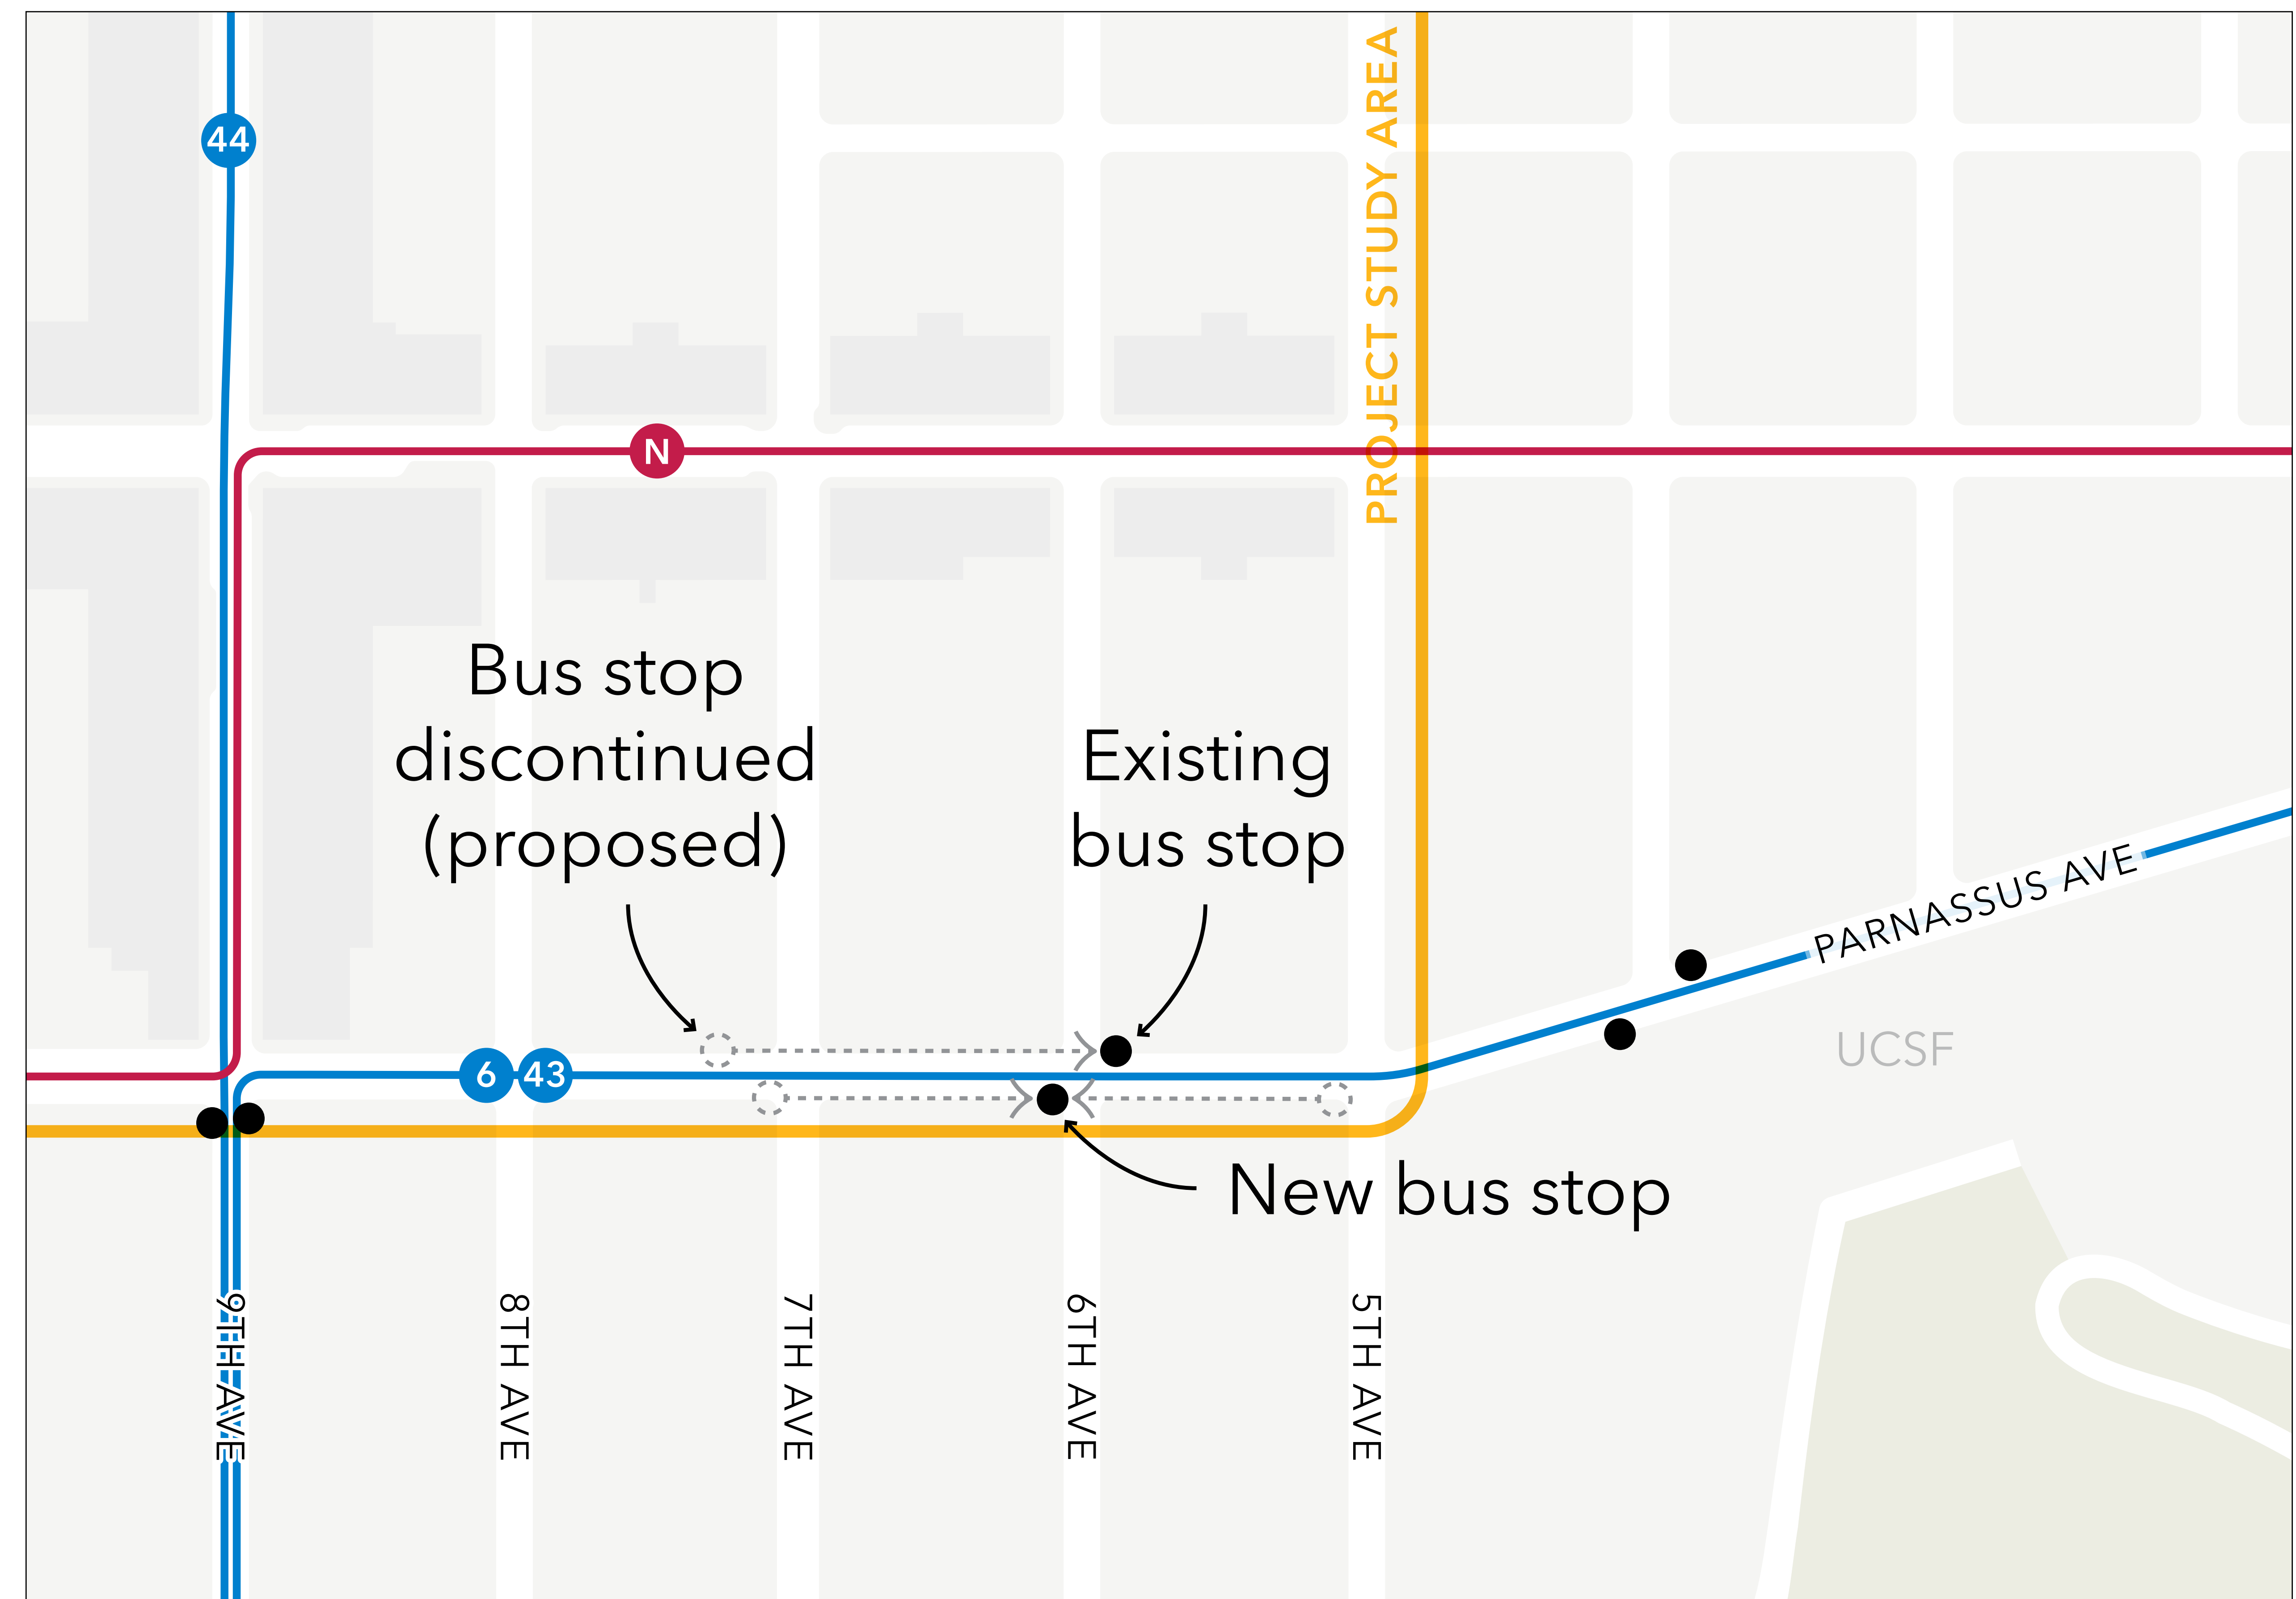 44
PROJECT STUDY AREA
N
Bus stop
discontinued
(proposed)
Existing
bus stop
PARNASSUS AVE
UCSF
6
43
New bus stop
9TH AVE
8TH AVE
7TH AVE
6TH AVE
5TH AVE